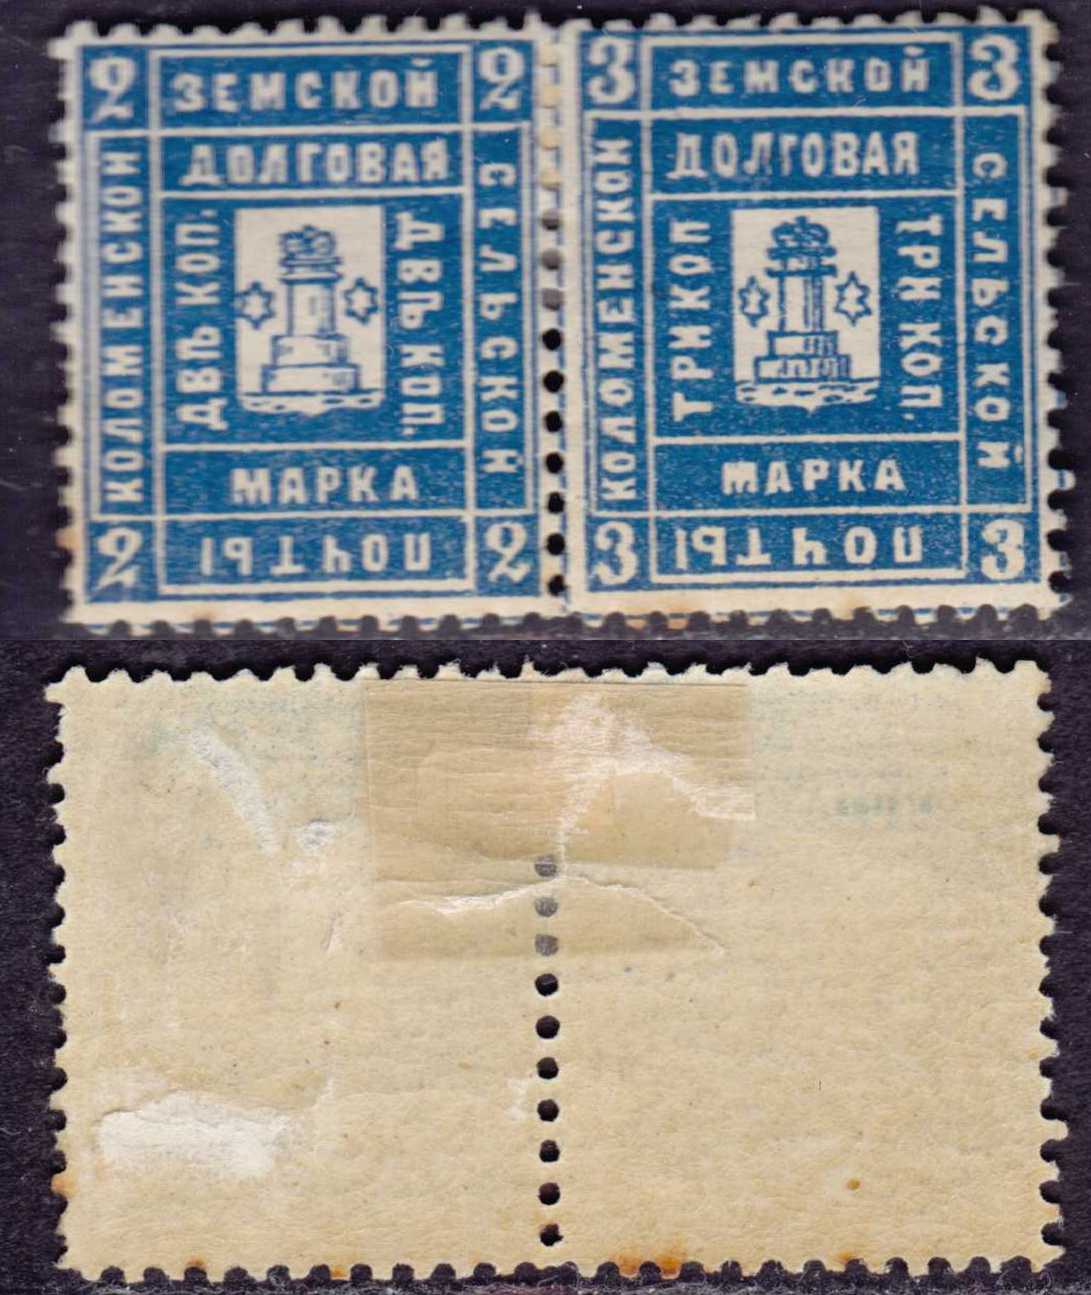 2 ЗЕМСКОЙ 2
КОЛОМЕНСКОЙ
ДОЛГОВАЯ
СЕЛЬСКОЙ
ДВѢ КОП.
ДВѢ КОП.
МАРКА
2 ПОЧТЫ 2
3 ЗЕМСКОЙ 3
КОЛОМЕНСКОЙ
ДОЛГОВАЯ
СЕЛЬСКОЙ
ТРИ КОП
ТРИ КОП.
МАРКА
3 ПОЧТЫ 3